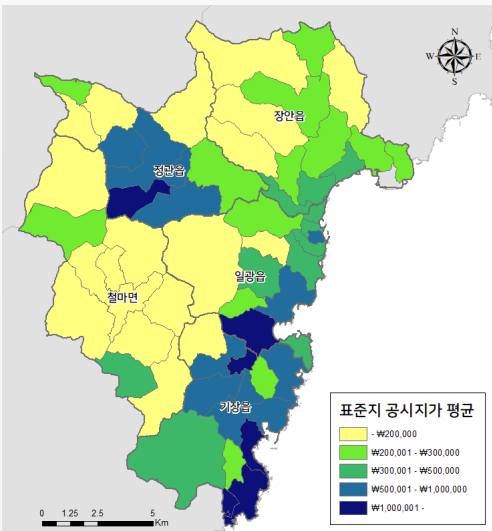 N
W E
S
장안읍
정관읍
일광읍
철마면
기장읍
표준지 공시지가 평균
- ₩200,000
₩200,001 - ₩300,000
₩300,001 - ₩500,000
₩500,001 - ₩1,000,000
₩1,000,001 -
0 1.25 2.5 5
Km